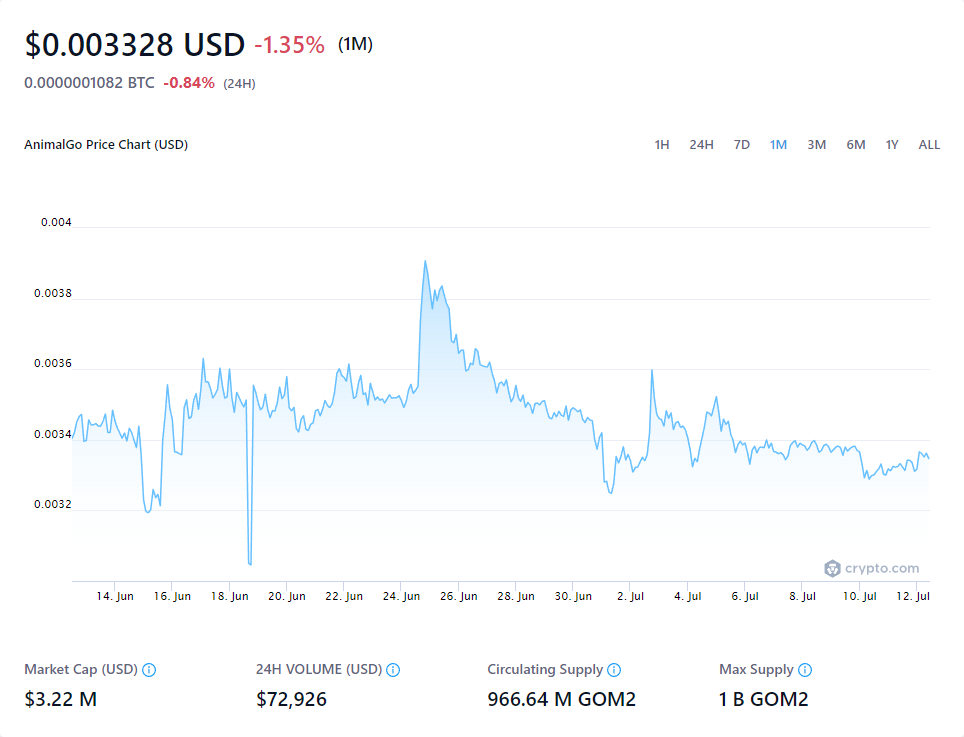 $0.003328 USD -1.35% (1M)
0.0000001082 BTC -0.84% (24H)
AnimalGo Price Chart (USD) 1H 24H 7D 1M 3M 6M 1Y ALL
0.004
0.0038
0.0036
0.0034
0.0032
crypto.com
14. Jun 16. Jun 18. Jun 20. Jun 22. Jun 24. Jun 26. Jun 28. Jun 30. Jun 2. Jul 4. Jul 6. Jul 8. Jul 10. Jul 12. Jul
Market Cap (USD) 24H VOLUME (USD) Circulating Supply Max Supply
$3.22 M $72,926 966.64 M GOM2 1 B GOM2